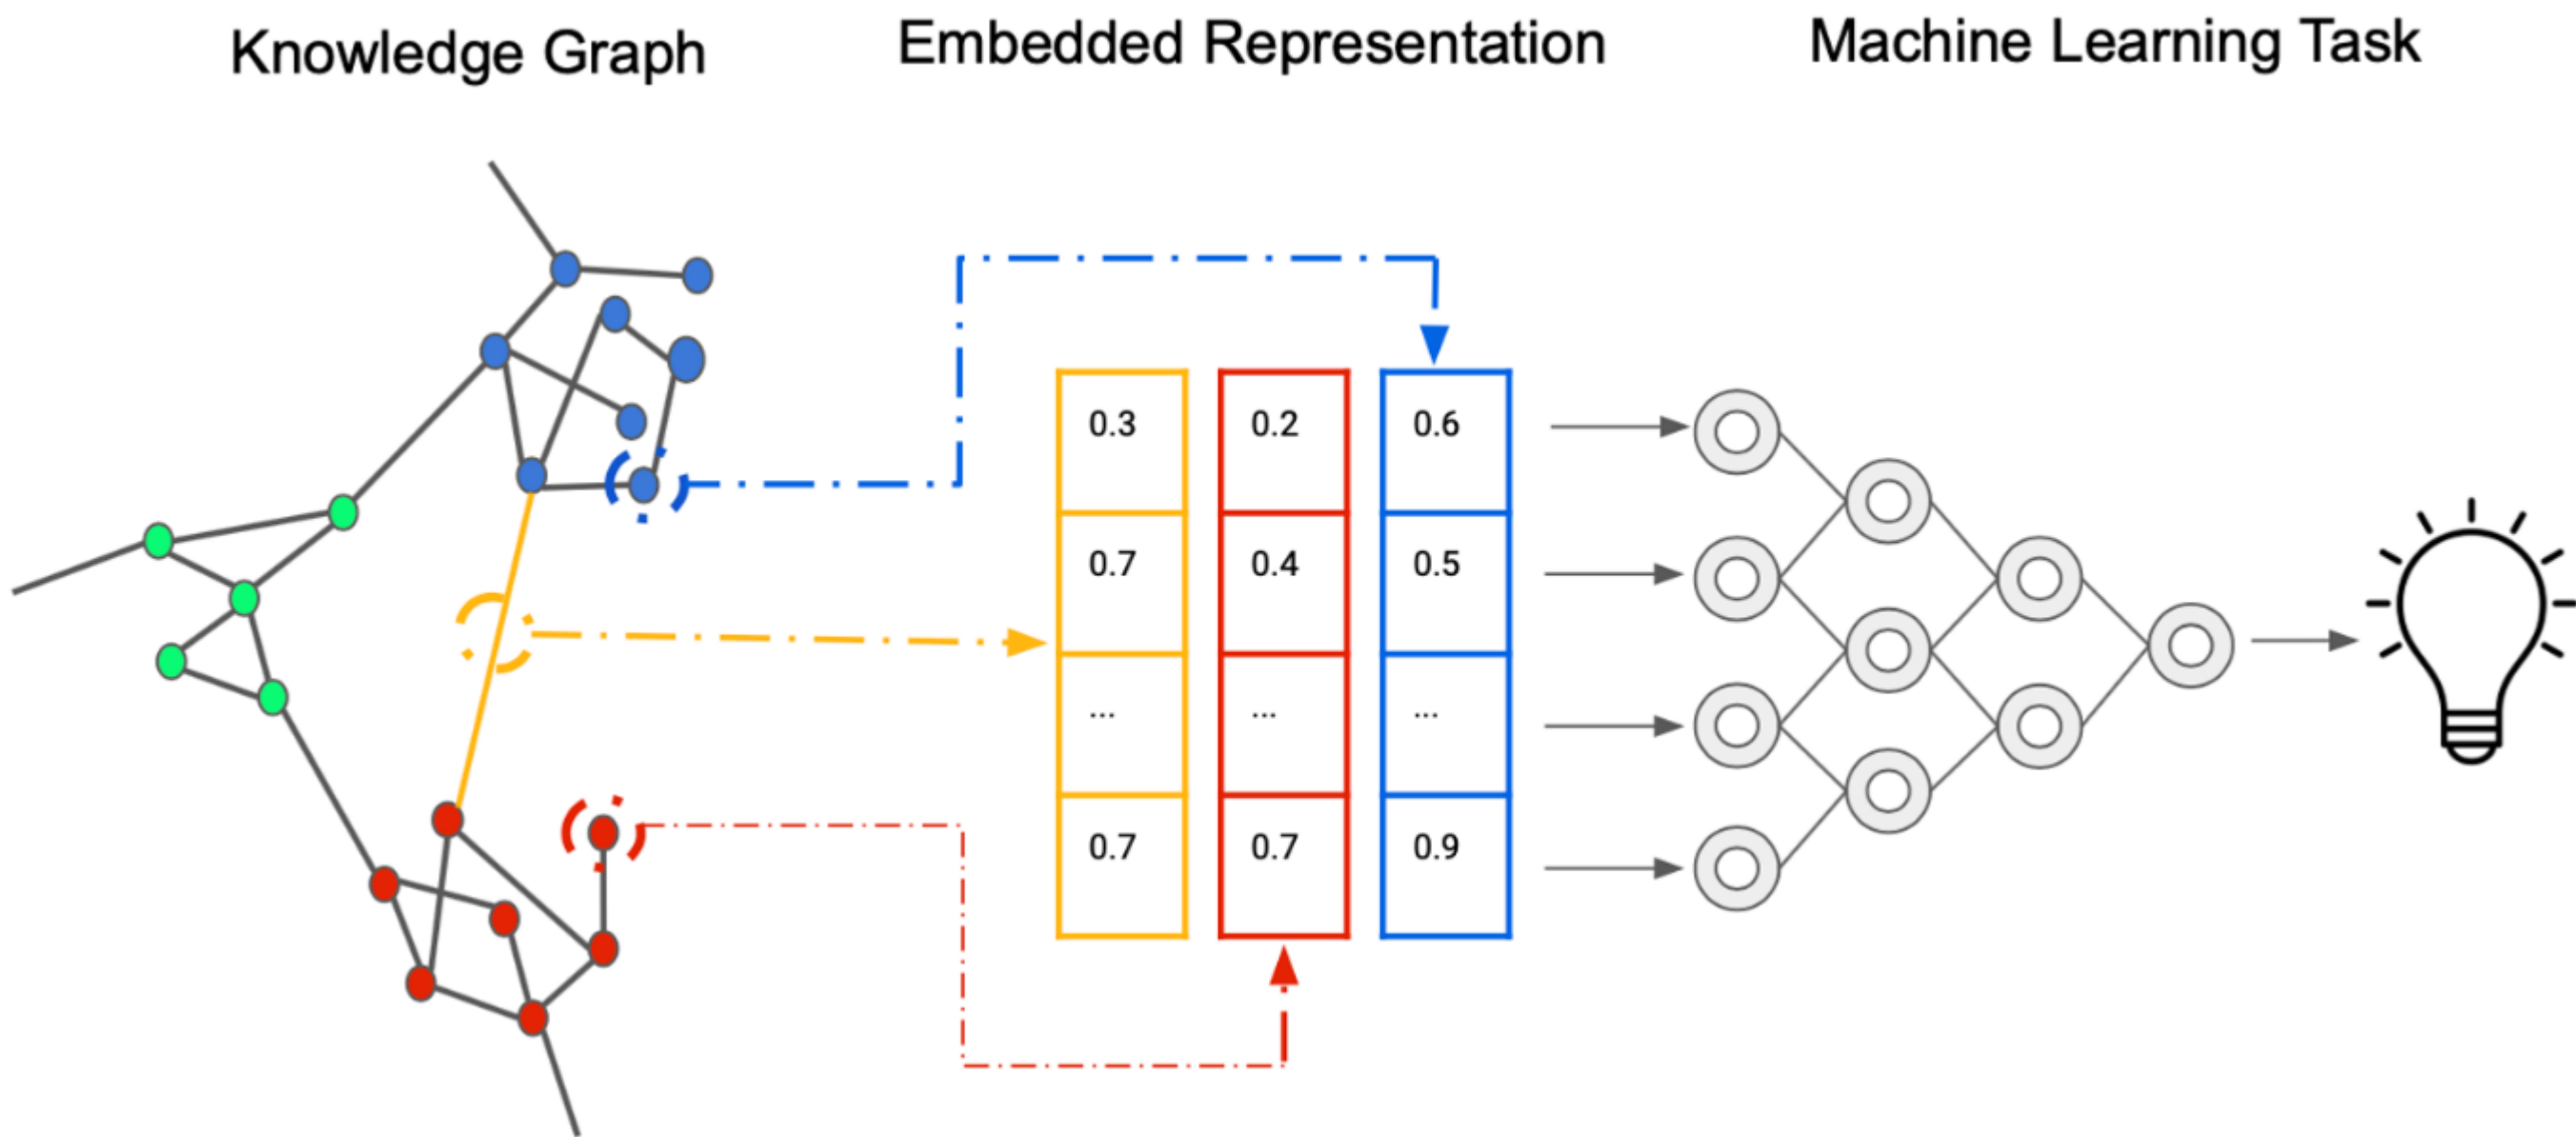 Knowledge Graph
Embedded Representation
Machine Learning Task
0.3 0.2 0.6
0.7 0.4 0.5
... ... ...
0.7 0.7 0.9